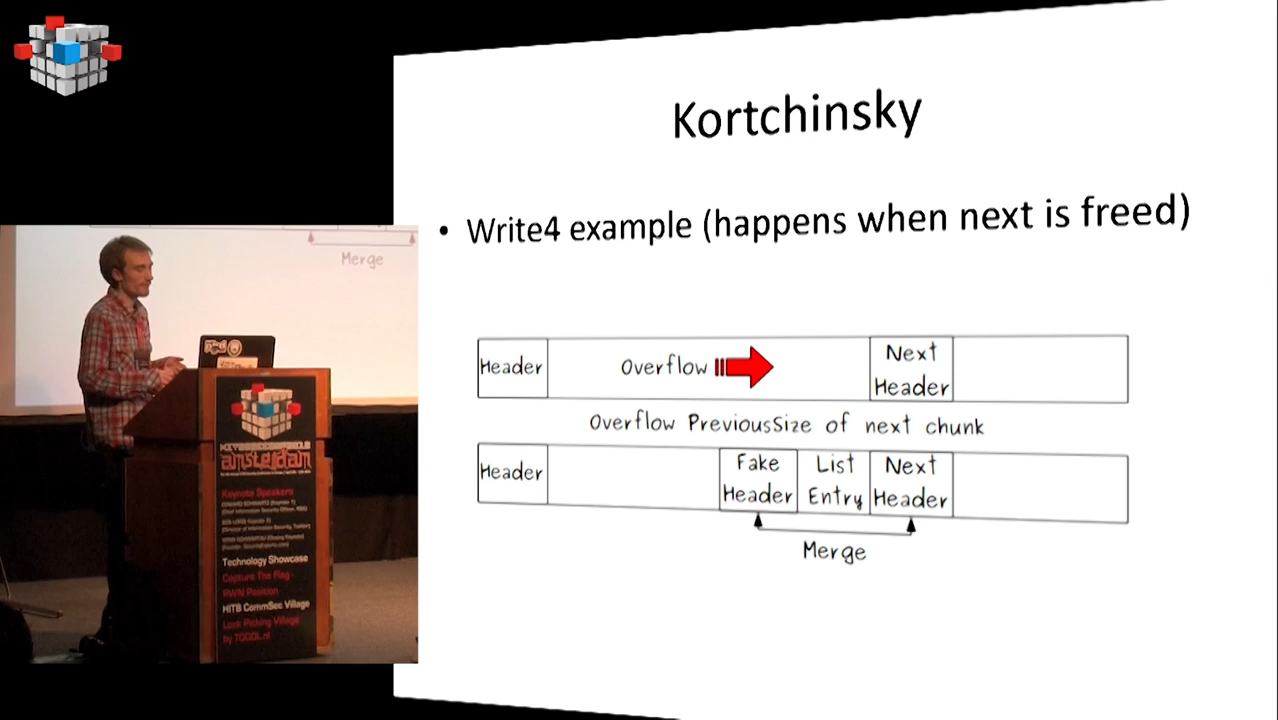 Kortchinsky
• Write4 example (happens when next is freed)
Header
Overflow
Next
Header
Overflow PreviousSize of next chunk
Header
Fake
Header
List
Entry
Next
Header
Merge
Merge
amsterdam
Keynote Speakers
Technology Showcase
Capture The Flag -
PWN Position
HITB CommSec Village
Lock Picking Village
by TOOOL.nl